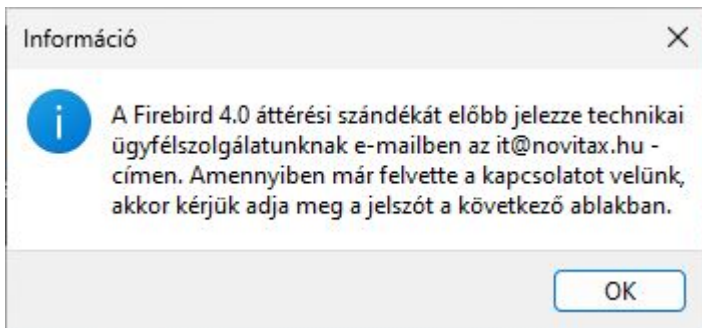 Információ
A Firebird 4.0 áttérési szándékát előbb jelezze technikai
ügyfélszolgálatunknak e-mailben az it@novitax.hu -
címen. Amennyiben már felvette a kapcsolatot velünk,
akkor kérjük adja meg a jelszót a következő ablakban.
OK